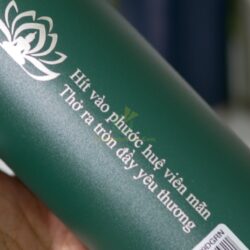 Hít vào phước huệ viên mãn
Thở ra tròn đầy yêu thương